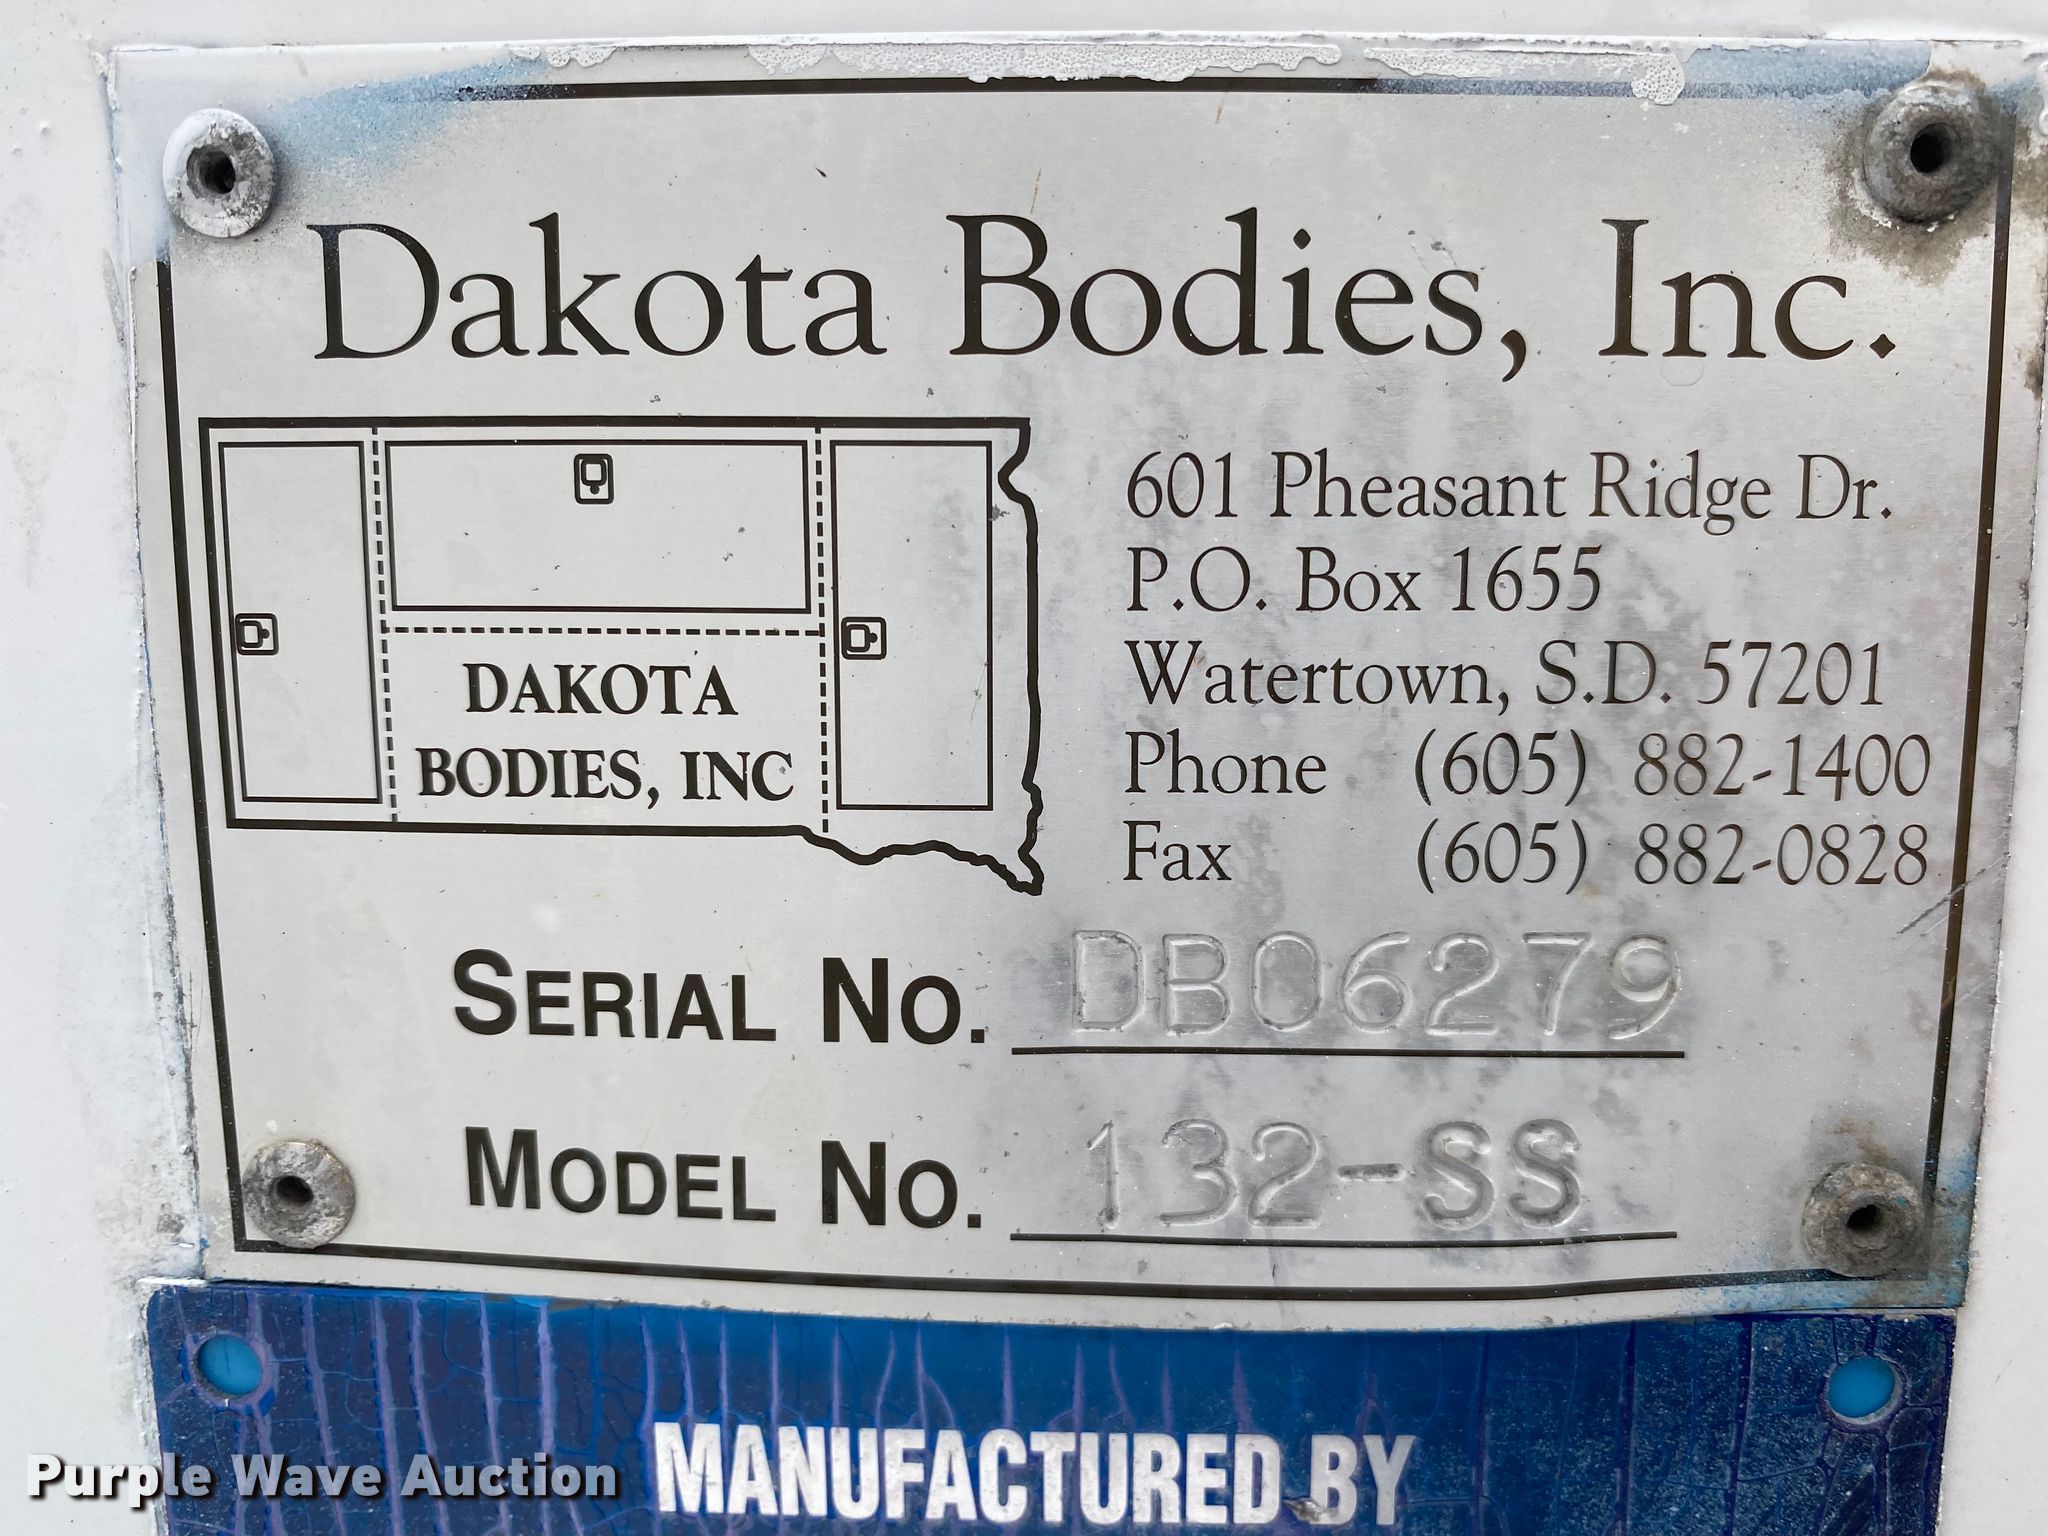 Dakota Bodies, Inc.
DAKOTA
BODIES, INC
601 Pheasant Ridge Dr.
P.O. Box 1655
Watertown, S.D. 57201
Phone (605) 882-1400
Fax (605) 882-0828
SERIAL NO. DB06279
MODEL NO. 132-SS
MANUFACTURED BY
Purple Wave Auction